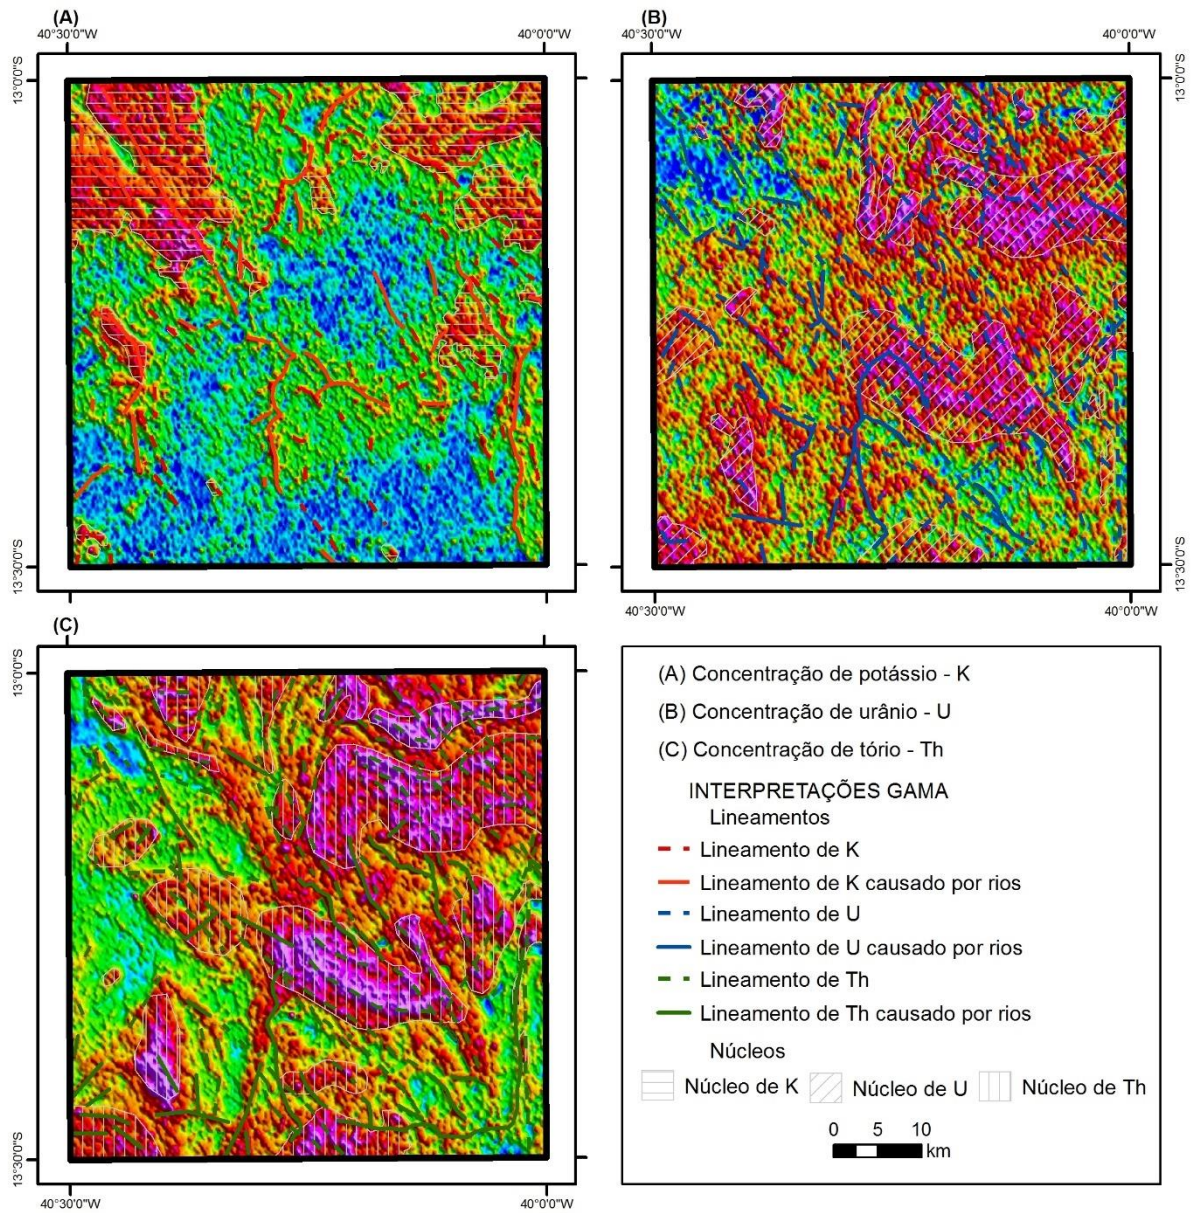 (A)
(B)
40°30'0"W
40°0'0"W
40°30'0"W
40°0'0"W
13°0'0"S
13°0'0"S
13°30'0"S
13°30'0"S
40°30'0"W
40°0'0"W
(C)
13°0'0"S
13°30'0"S
40°30'0"W
40°0'0"W
(A) Concentração de potássio - K
(B) Concentração de urânio - U
(C) Concentração de tório - Th
INTERPRETAÇÕES GAMA
Lineamentos
Lineamento de K
Lineamento de K causado por rios
Lineamento de U
Lineamento de U causado por rios
Lineamento de Th
Lineamento de Th causado por rios
Núcleos
Núcleo de K Núcleo de U Núcleo de Th
0 5 10
km